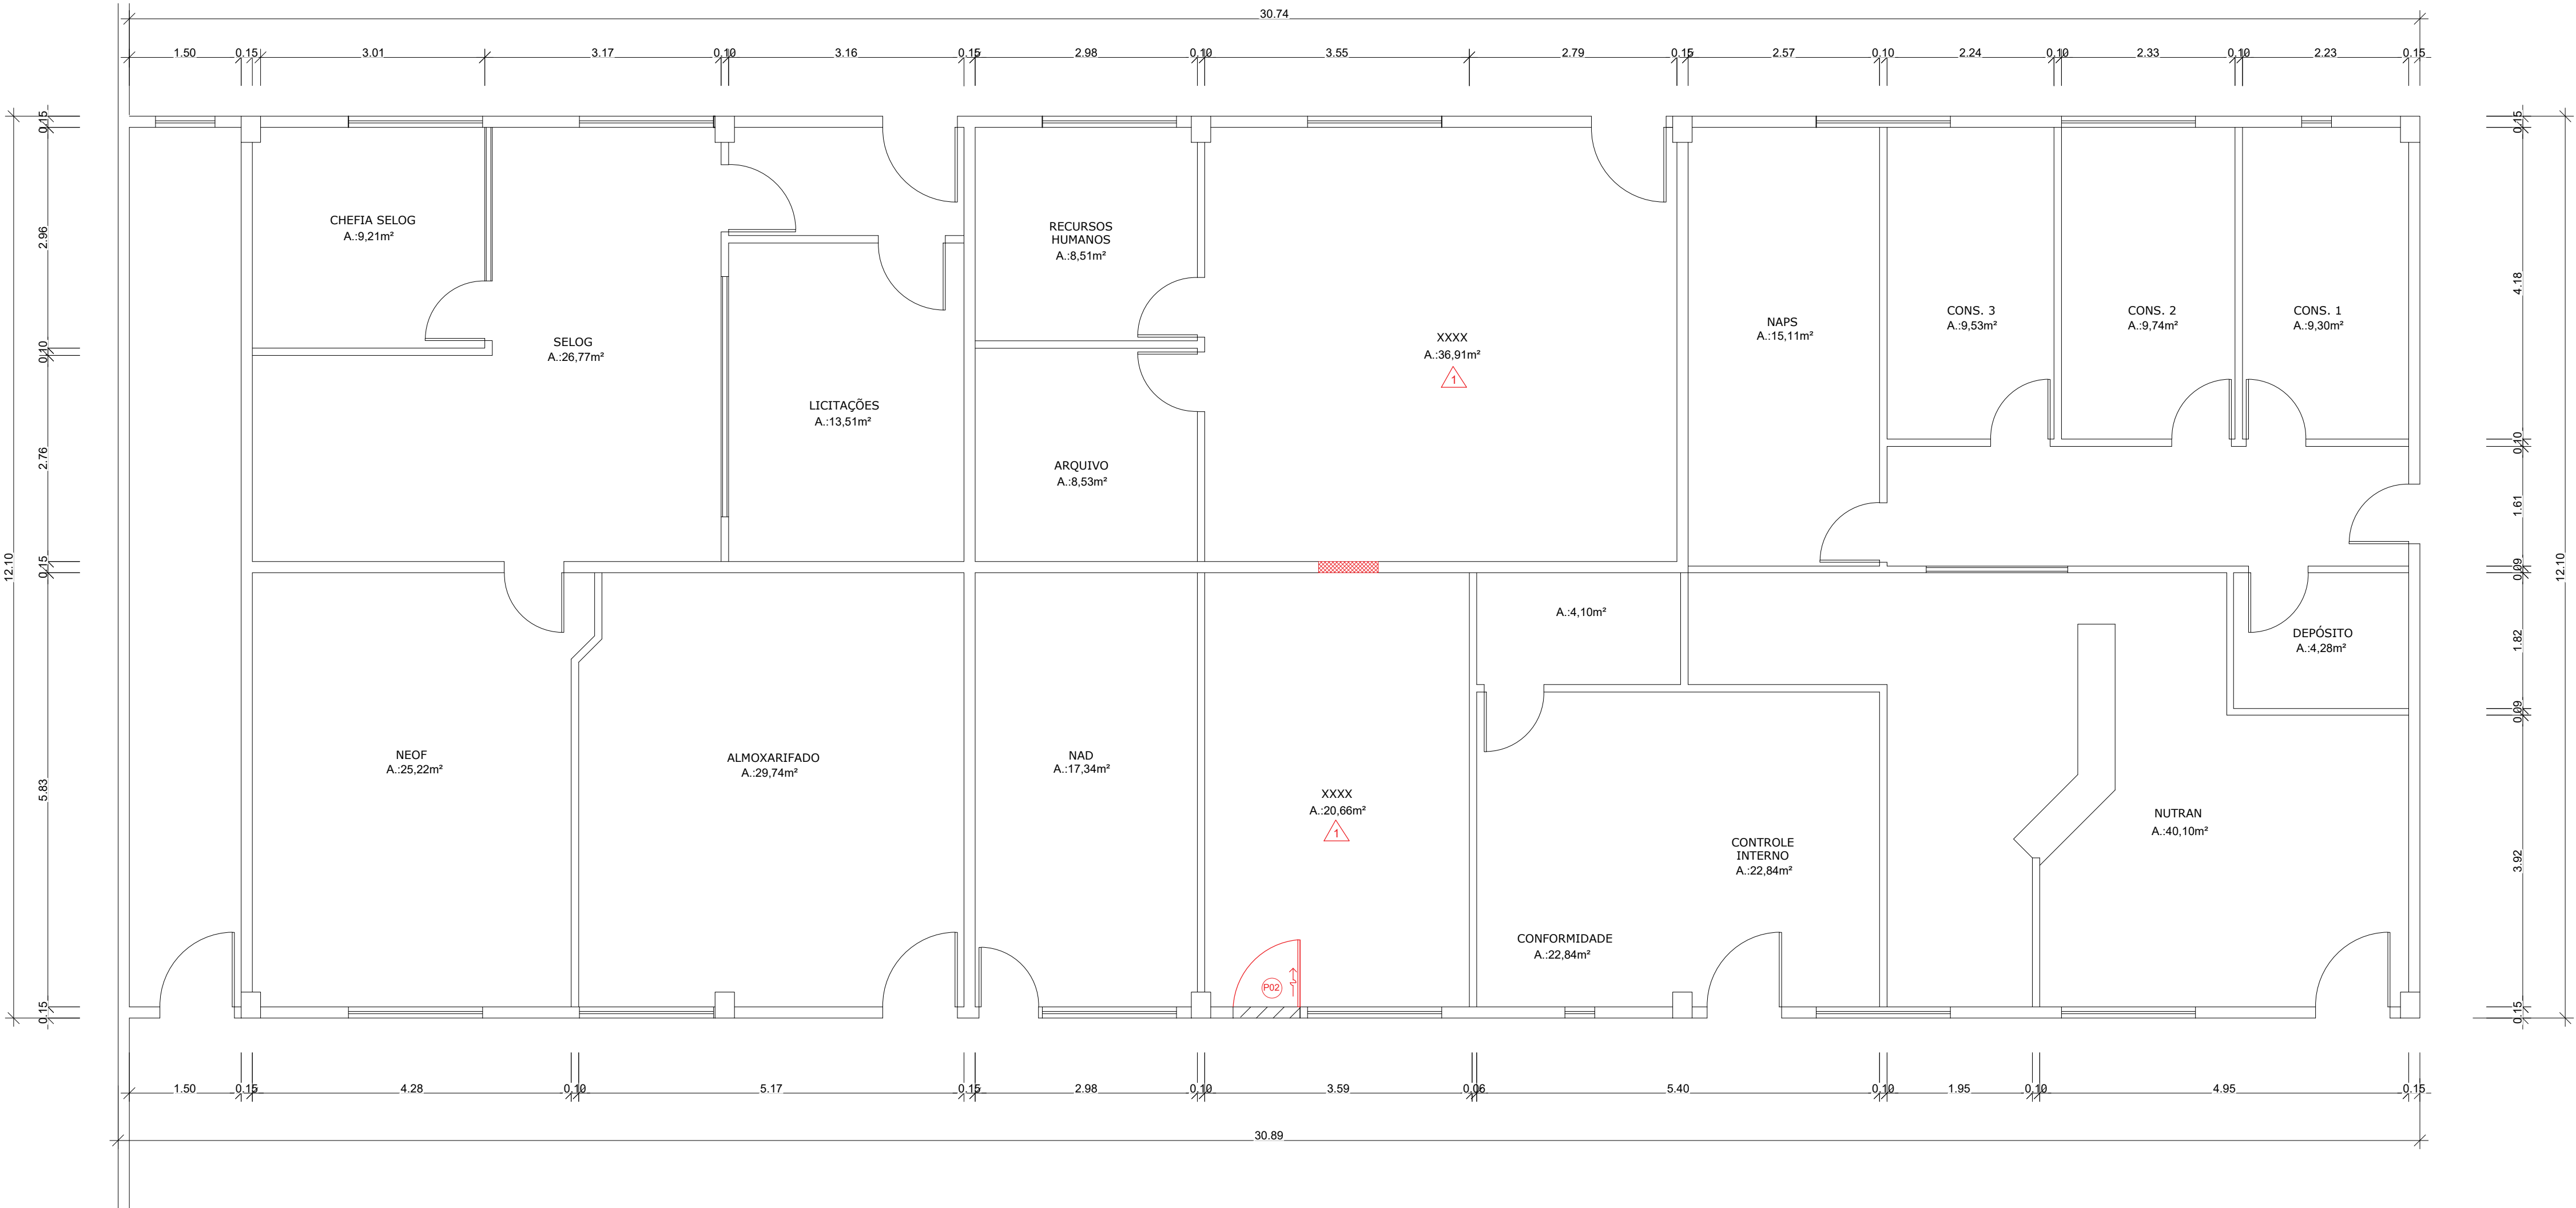 30.74
1.50 0.15 3.01 3.17 0.10 3.16 0.15 2.98 0.10 3.55 2.79 0.15 2.57 0.10 2.24 0.10 2.33 0.10 2.23 0.15
12.10
0.15
2.96
0.10
2.76
0.15
5.83
0.15
CHEFIA SELOG
A.:9,21m²
SELOG
A.:26,77m²
LICITAÇÕES
A.:13,51m²
RECURSOS
HUMANOS
A.:8,51m²
ARQUIVO
A.:8,53m²
XXXX
A.:36,91m²
1
NAPS
A.:15,11m²
CONS. 3
A.:9,53m²
CONS. 2
A.:9,74m²
CONS. 1
A.:9,30m²
NEOF
A.:25,22m²
ALMOXARIFADO
A.:29,74m²
NAD
A.:17,34m²
XXXX
A.:20,66m²
1
P02
A.:4,10m²
CONTROLE
INTERNO
A.:22,84m²
CONFORMIDADE
A.:22,84m²
NUTRAN
A.:40,10m²
DEPÓSITO
A.:4,28m²
0.15
4.18
0.10
1.61
0.09
1.82
0.09
3.92
0.15
12.10
1.50 0.15 4.28 0.10 5.17 0.15 2.98 0.10 3.59 0.06 5.40 0.10 1.95 0.10 4.95 0.15
30.89